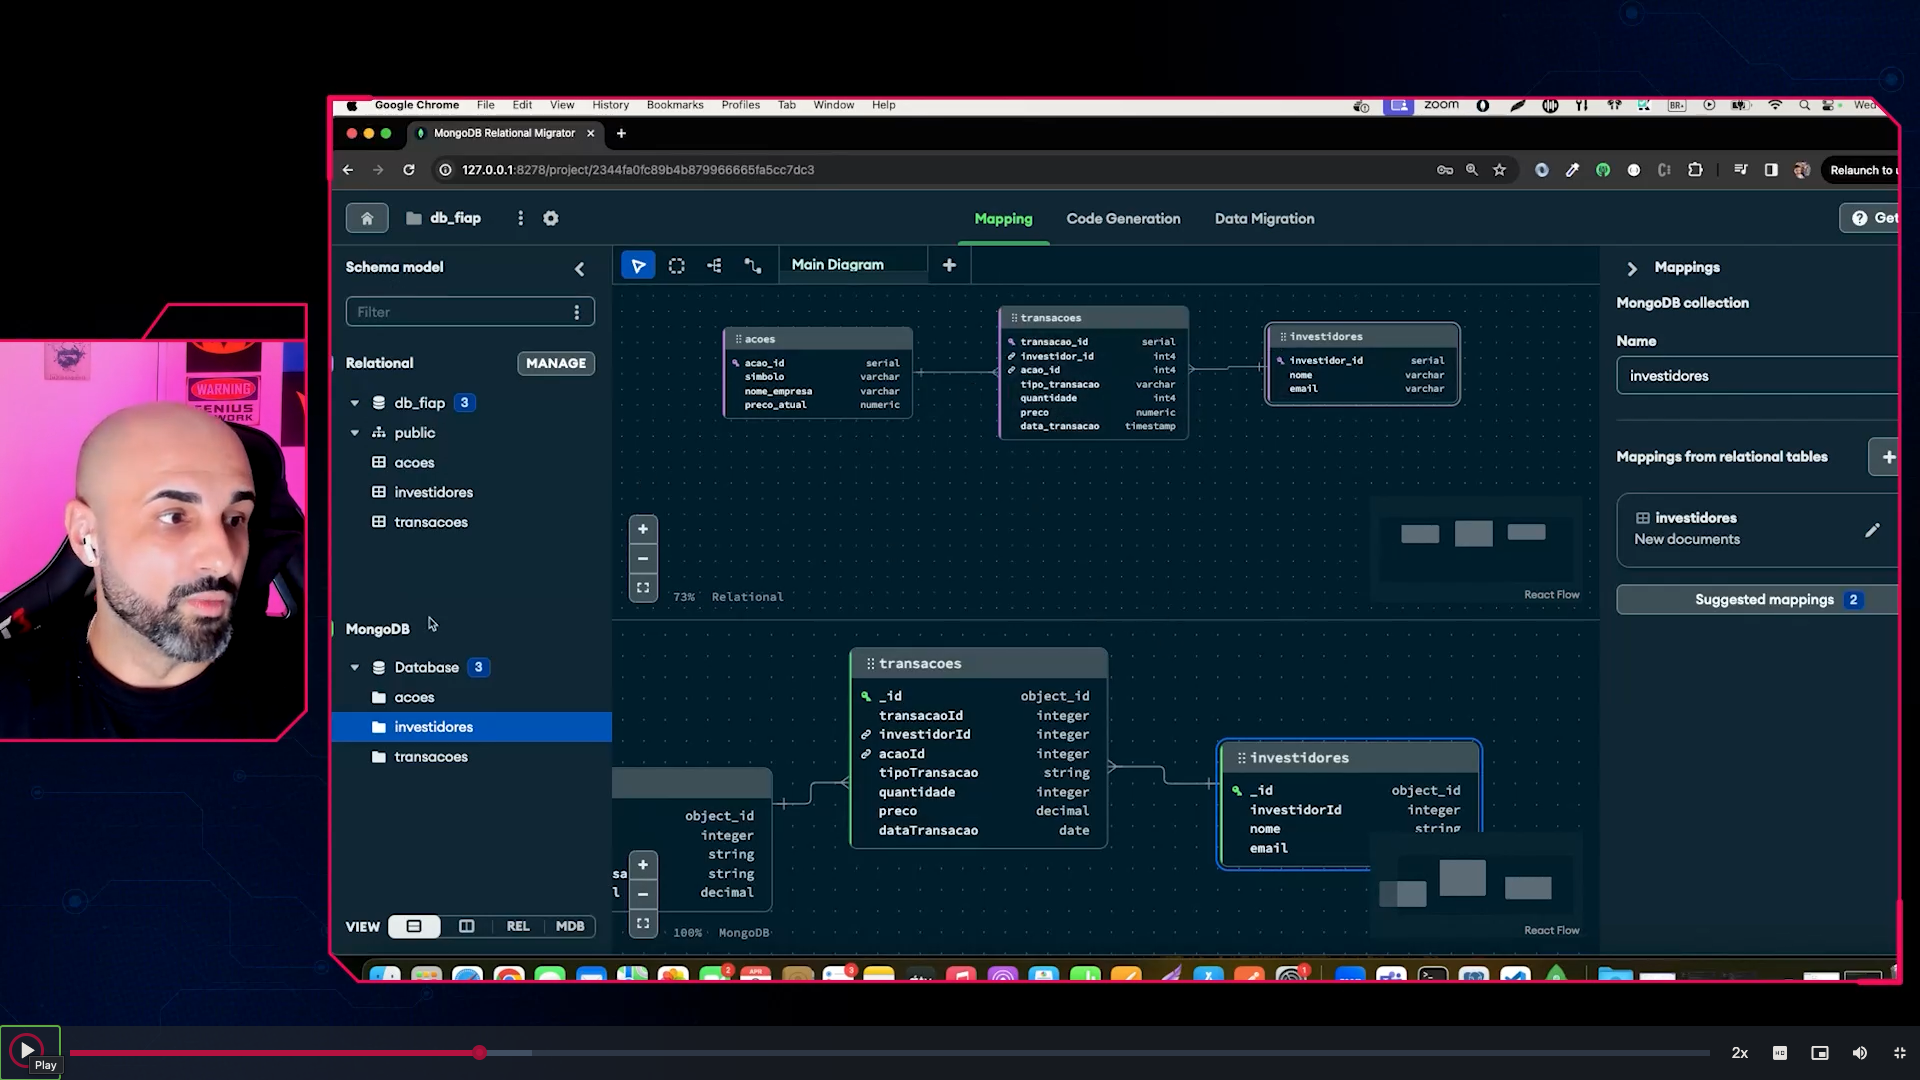 Google Chrome File Edit View History Bookmarks Profiles Tab Window Help
zoom
BR
Wed
MongoDB Relational Migrator
127.0.0.1:8278/project/2344fa0fc89b4b879966665fa5cc7dc3
Relaunch to u
db_fiap
Mapping
Code Generation
Data Migration
Get
Schema model
Filter
Relational
MANAGE
db_fiap 3
public
acoes
investidores
transacoes
MongoDB
Database 3
acoes
investidores
transacoes
VIEW
REL
MDB
Main Diagram
acoes
acao_id serial
simbolo varchar
nome_empresa varchar
preco_atual numeric
transacoes
transacao_id serial
investidor_id int4
acao_id int4
tipo_transacao varchar
quantidade int4
preco numeric
data_transacao timestamp
investidores
investidor_id serial
nome varchar
email varchar
73% Relational
React Flow
object_id
integer
string
sa string
l decimal
transacoes
_id object_id
transacaoId integer
investidorId integer
acaoId integer
tipoTransacao string
quantidade integer
preco decimal
dataTransacao date
investidores
_id object_id
investidorId integer
nome string
email
100% MongoDB
React Flow
Mappings
MongoDB collection
Name
investidores
Mappings from relational tables
investidores
New documents
Suggested mappings 2
WARNING
GENIUS
WORK
Play
2x
HD